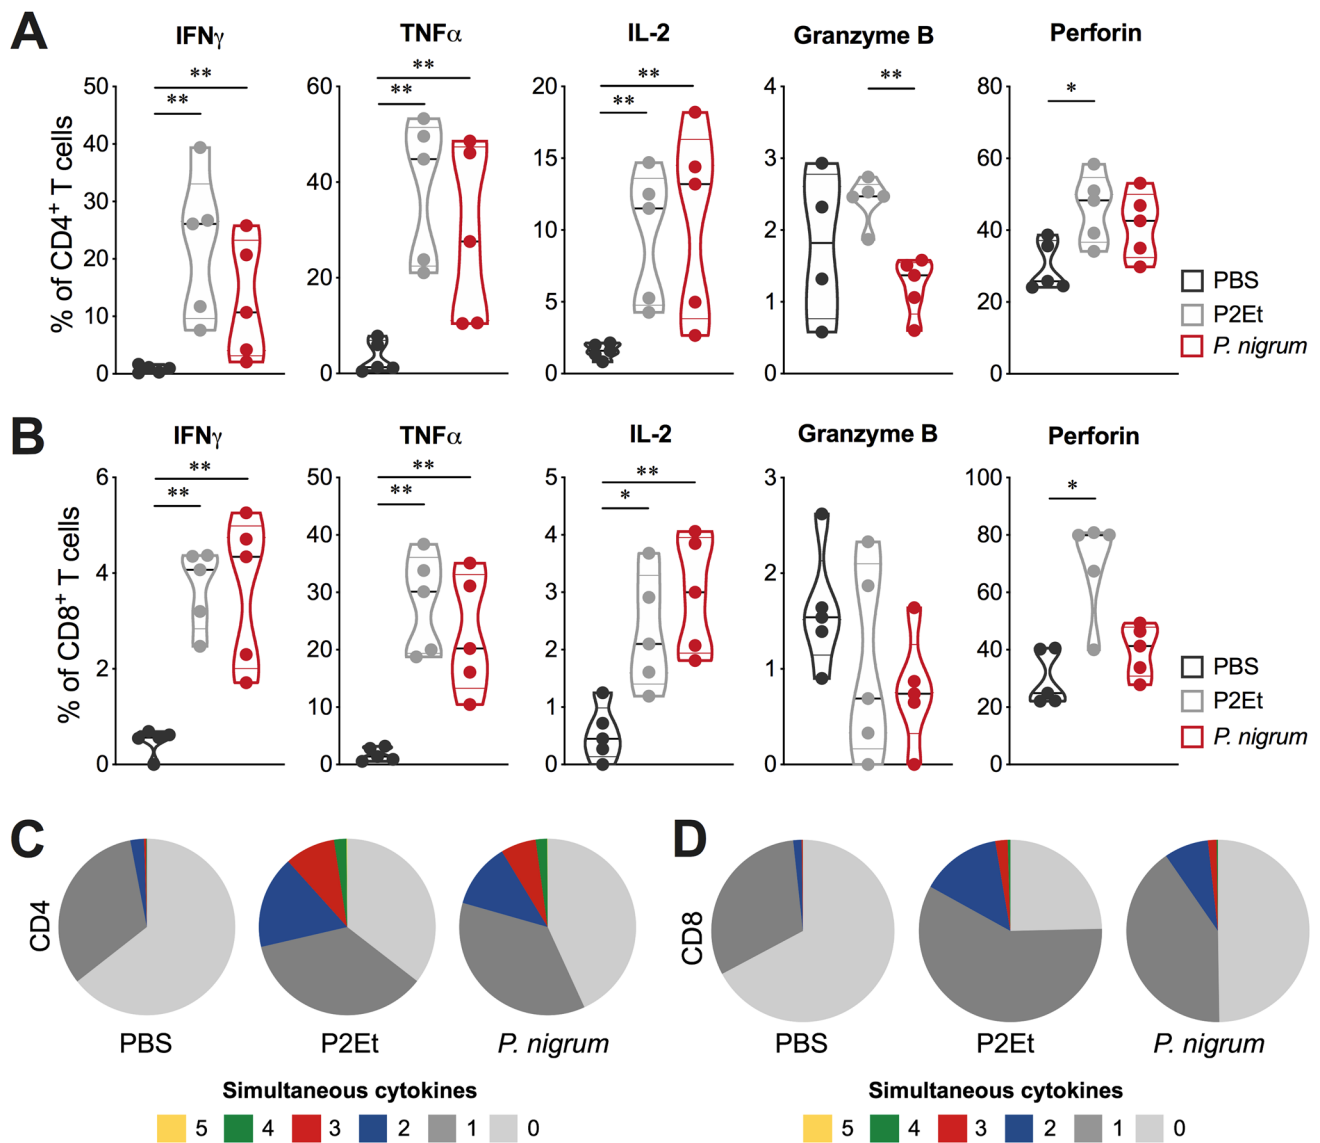 A
IFNγ
TNFα
IL-2
Granzyme B
Perforin
% of CD4+ T cells
50
40
30
20
10
0
**
**
60
40
20
0
**
**
20
15
10
5
0
**
**
4
3
2
1
0
**
80
60
40
20
0
*
PBS
P2Et
P. nigrum
B
IFNγ
TNFα
IL-2
Granzyme B
Perforin
% of CD8+ T cells
6
4
2
0
**
**
50
40
30
20
10
0
**
**
5
4
3
2
1
0
**
*
3
2
1
0
100
80
60
40
20
0
*
PBS
P2Et
P. nigrum
C
CD4
PBS
P2Et
P. nigrum
Simultaneous cytokines
5 4 3 2 1 0
D
CD8
PBS
P2Et
P. nigrum
Simultaneous cytokines
5 4 3 2 1 0